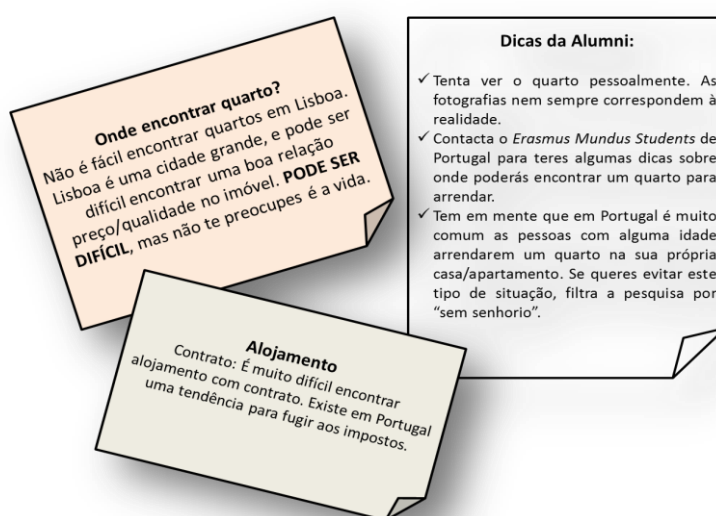 Onde encontrar quarto?
Não é fácil encontrar quartos em Lisboa.
Lisboa é uma cidade grande, e pode ser
difícil encontrar uma boa relação
preço/qualidade no imóvel. PODE SER
DIFÍCIL, mas não te preocupes é a vida.
Dicas da Alumni:
✓ Tenta ver o quarto pessoalmente. As
fotografias nem sempre correspondem à
realidade.
✓ Contacta o Erasmus Mundus Students de
Portugal para teres algumas dicas sobre
onde poderás encontrar um quarto para
arrendar.
✓ Tem em mente que em Portugal é muito
comum as pessoas com alguma idade
arrendarem um quarto na sua própria
casa/apartamento. Se queres evitar este
tipo de situação, filtra a pesquisa por
“sem senhorio”.
Alojamento
Contrato: É muito difícil encontrar
alojamento com contrato. Existe em Portugal
uma tendência para fugir aos impostos.